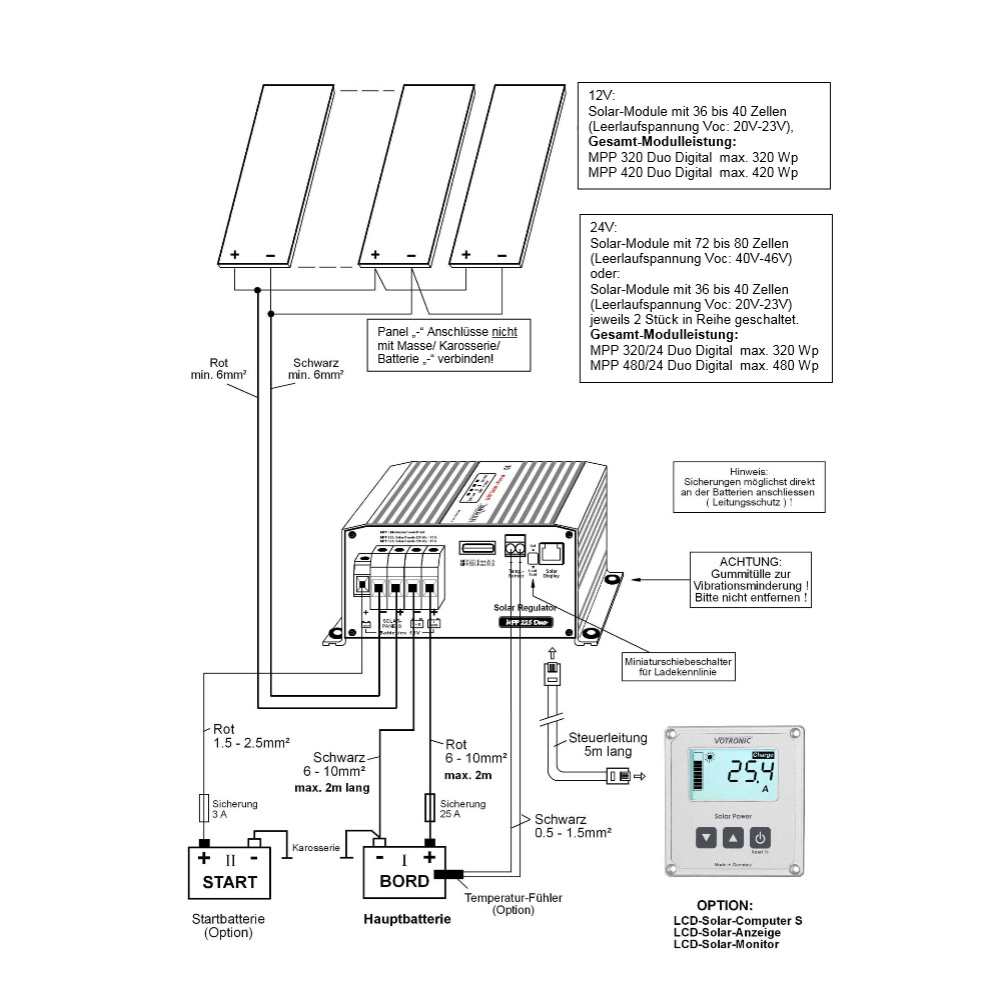 12V:
Solar-Module mit 36 bis 40 Zellen
(Leerlaufspannung Voc: 20V-23V),
Gesamt-Modulleistung:
MPP 320 Duo Digital max. 320 Wp
MPP 420 Duo Digital max. 420 Wp
24V:
Solar-Module mit 72 bis 80 Zellen
(Leerlaufspannung Voc: 40V-46V)
oder:
Solar-Module mit 36 bis 40 Zellen
(Leerlaufspannung Voc: 20V-23V)
jeweils 2 Stück in Reihe geschaltet.
Gesamt-Modulleistung:
MPP 320/24 Duo Digital max. 320 Wp
MPP 480/24 Duo Digital max. 480 Wp
+ –
+ –
+ –
Panel „-“ Anschlüsse nicht
mit Masse/ Karosserie/
Batterie „-“ verbinden!
Rot
min. 6mm²
Schwarz
min. 6mm²
Hinweis:
Sicherungen möglichst direkt
an der Batterien anschliessen
( Leitungsschutz ) !
ACHTUNG:
Gummitülle zur
Vibrationsminderung !
Bitte nicht entfernen !
Solar
Display
+ – + – +
SOLAR-
Solar Regulator
MPP 225 Duo
Miniaturschiebeschalter
für Ladekennlinie
Rot
1.5 - 2.5mm²
Schwarz
6 - 10mm²
max. 2m lang
Rot
6 - 10mm²
max. 2m
Steuerleitung
5m lang
Sicherung
3 A
Sicherung
25 A
Schwarz
0.5 - 1.5mm²
Karosserie
+ II -
START
- I +
BORD
Startbatterie
(Option)
Hauptbatterie
Temperatur-Fühler
(Option)
VOTRONIC
Charge
25.4
A
Solar Power
Made in Germany
OPTION:
LCD-Solar-Computer S
LCD-Solar-Anzeige
LCD-Solar-Monitor